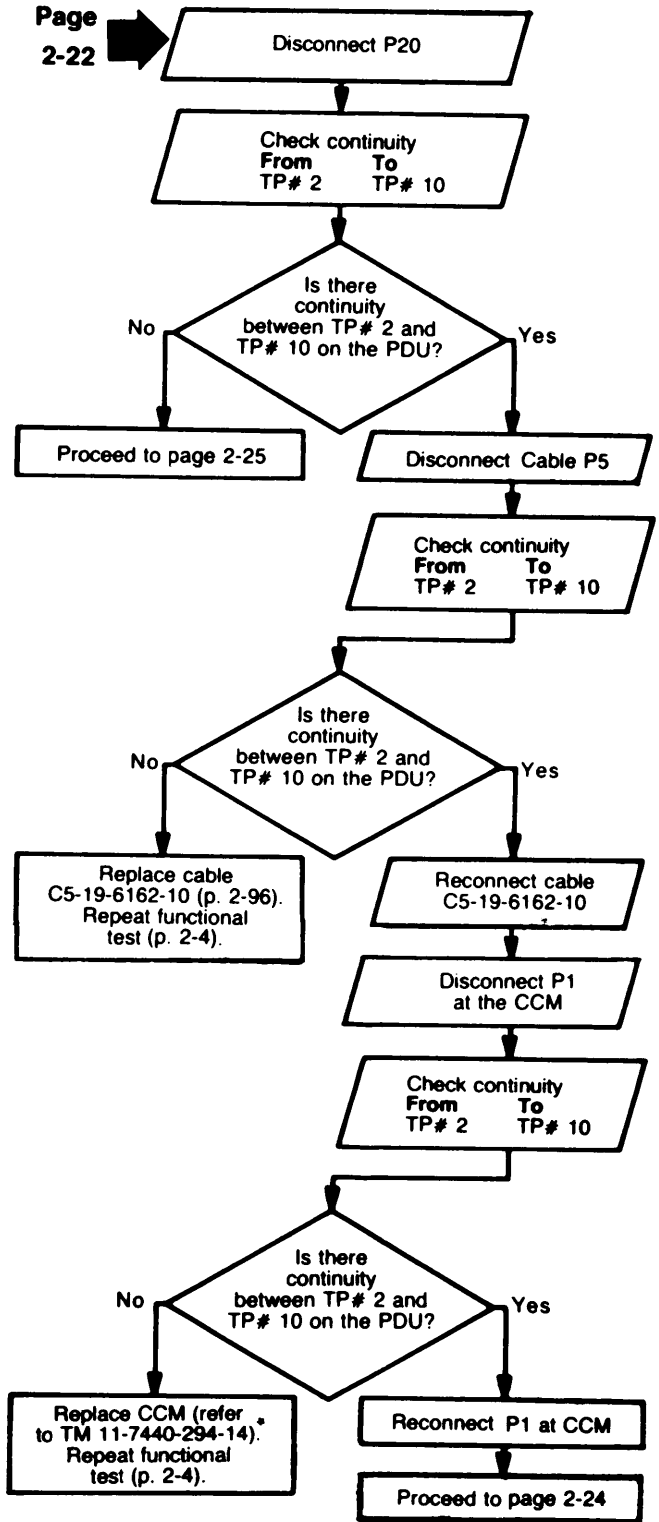 Page
2-22
Disconnect P20
Check continuity
From To
TP# 2 TP# 10
Is there
continuity
between TP# 2 and
TP# 10 on the PDU?
No
Yes
Proceed to page 2-25
Disconnect Cable P5
Check continuity
From To
TP# 2 TP# 10
Is there
continuity
between TP# 2 and
TP# 10 on the PDU?
No
Yes
Replace cable
C5-19-6162-10 (p. 2-96).
Repeat functional
test (p. 2-4).
Reconnect cable
C5-19-6162-10
Disconnect P1
at the CCM
Check continuity
From To
TP# 2 TP# 10
Is there
continuity
between TP# 2 and
TP# 10 on the PDU?
No
Yes
Replace CCM (refer
to TM 11-7440-294-14).*
Repeat functional
test (p. 2-4).
Reconnect P1 at CCM
Proceed to page 2-24